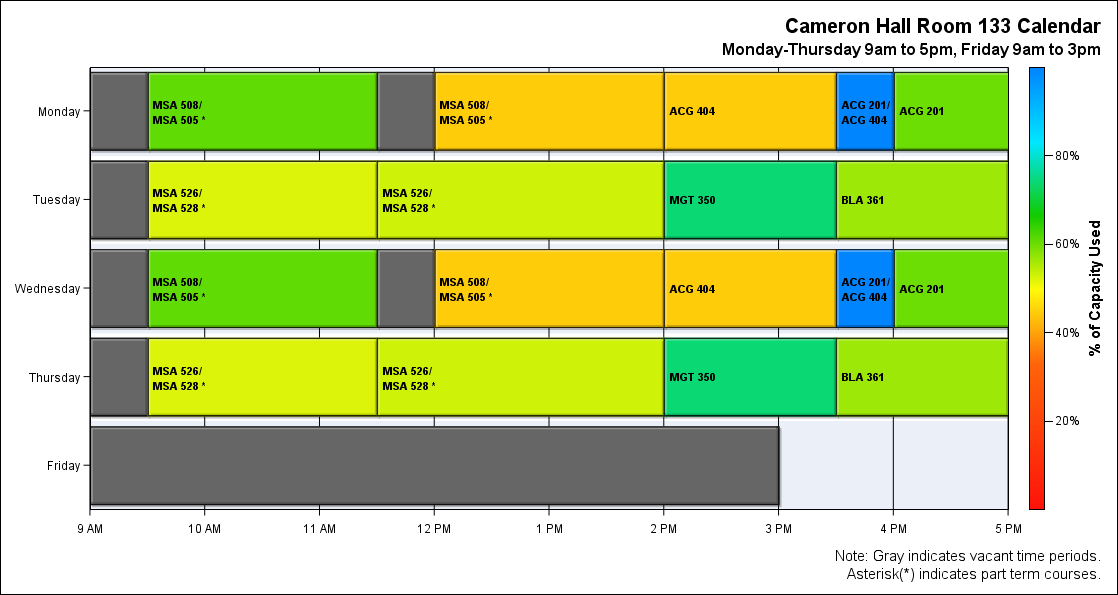 Cameron Hall Room 133 Calendar
Monday-Thursday 9am to 5pm, Friday 9am to 3pm
Monday
MSA 508/
MSA 505 *
MSA 508/
MSA 505 *
ACG 404
ACG 201/
ACG 404
ACG 201
Tuesday
MSA 526/
MSA 528 *
MSA 526/
MSA 528 *
MGT 350
BLA 361
Wednesday
MSA 508/
MSA 505 *
MSA 508/
MSA 505 *
ACG 404
ACG 201/
ACG 404
ACG 201
Thursday
MSA 526/
MSA 528 *
MSA 526/
MSA 528 *
MGT 350
BLA 361
Friday
9 AM
10 AM
11 AM
12 PM
1 PM
2 PM
3 PM
4 PM
5 PM
80%
60%
40%
20%
% of Capacity Used
Note: Gray indicates vacant time periods.
Asterisk(*) indicates part term courses.